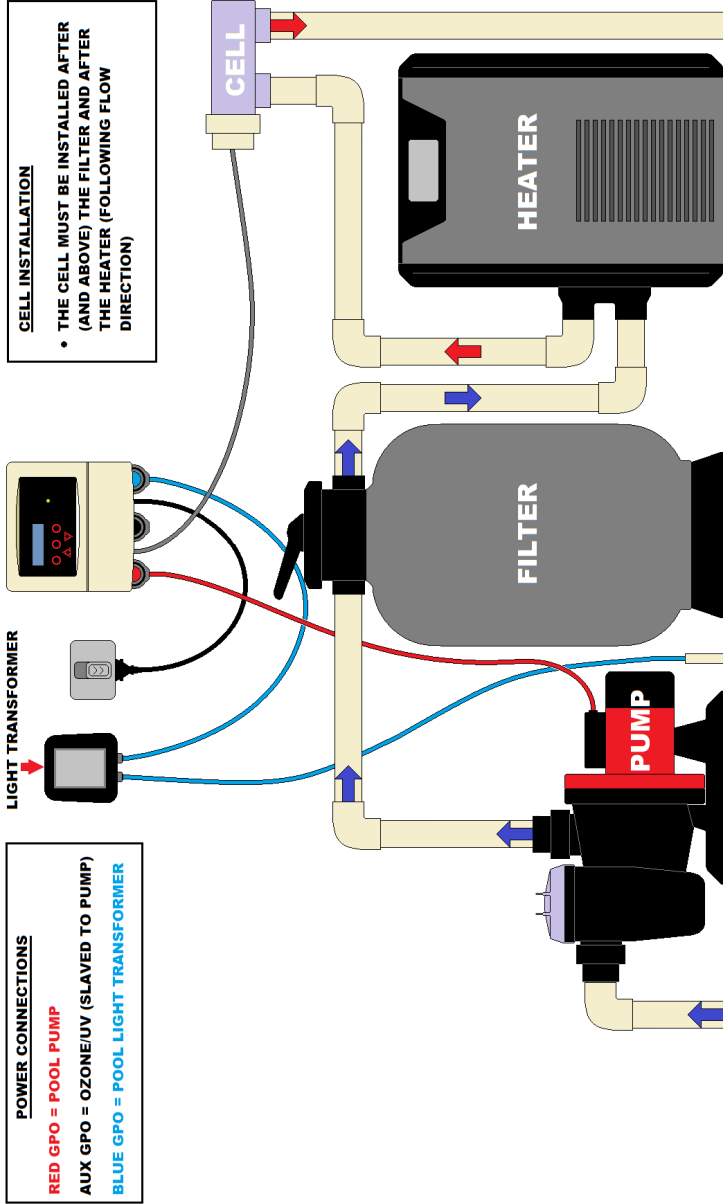 POWER CONNECTIONS
RED GPO = POOL PUMP
AUX GPO = OZONE/UV (SLAVED TO PUMP)
BLUE GPO = POOL LIGHT TRANSFORMER
LIGHT TRANSFORMER
CELL INSTALLATION
• THE CELL MUST BE INSTALLED AFTER
(AND ABOVE) THE FILTER AND AFTER
THE HEATER (FOLLOWING FLOW
DIRECTION)
CELL
PUMP
FILTER
HEATER